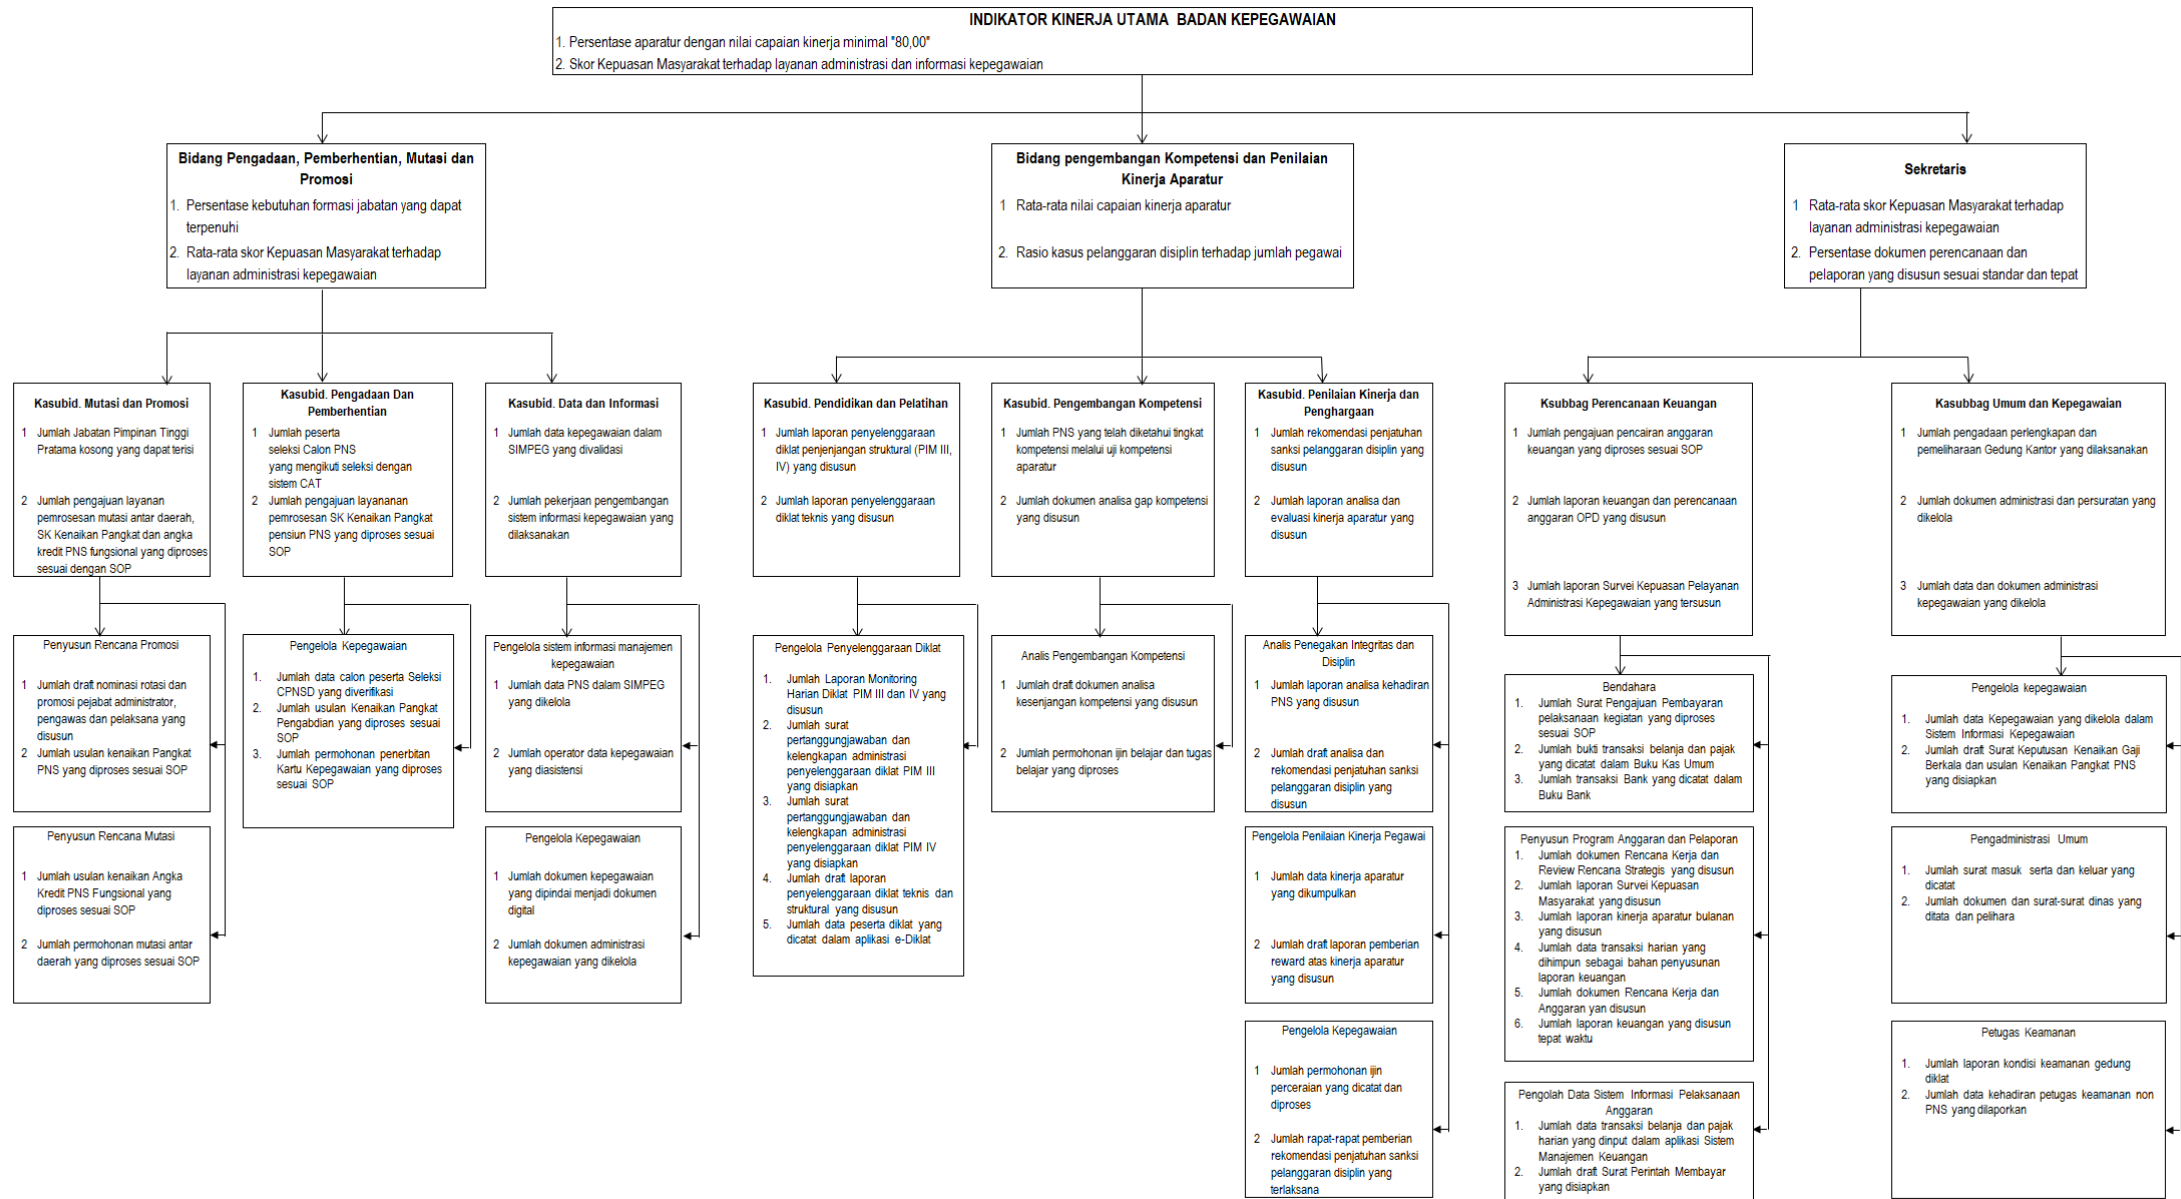 INDIKATOR KINERJA UTAMA BADAN KEPEGAWAIAN
1. Persentase aparatur dengan nilai capaian kinerja minimal "80,00"
2. Skor Kepuasan Masyarakat terhadap layanan administrasi dan informasi kepegawaian
Bidang Pengadaan, Pemberhentian, Mutasi dan
Promosi
1. Persentase kebutuhan formasi jabatan yang dapat
terpenuhi
2. Rata-rata skor Kepuasan Masyarakat terhadap
layanan administrasi kepegawaian
Bidang pengembangan Kompetensi dan Penilaian
Kinerja Aparatur
1 Rata-rata nilai capaian kinerja aparatur
2. Rasio kasus pelanggaran disiplin terhadap jumlah pegawai
Sekretaris
1 Rata-rata skor Kepuasan Masyarakat terhadap
layanan administrasi kepegawaian
2. Persentase dokumen perencanaan dan
pelaporan yang disusun sesuai standar dan tepat
Kasubid. Mutasi dan Promosi
1 Jumlah Jabatan Pimpinan Tinggi
Pratama kosong yang dapat terisi
2 Jumlah pengajuan layanan
pemrosesan mutasi antar daerah,
SK Kenaikan Pangkat dan angka
kredit PNS fungsional yang diproses
sesuai dengan SOP
Kasubid. Pengadaan Dan
Pemberhentian
1 Jumlah peserta
seleksi Calon PNS
yang mengikuti seleksi dengan
sistem CAT
2 Jumlah pengajuan layananan
pemrosesan SK Kenaikan Pangkat
pensiun PNS yang diproses sesuai
SOP
Kasubid. Data dan Informasi
1 Jumlah data kepegawaian dalam
SIMPEG yang divalidasi
2 Jumlah pekerjaan pengembangan
sistem informasi kepegawaian yang
dilaksanakan
Kasubid. Pendidikan dan Pelatihan
1 Jumlah laporan penyelenggaraan
diklat penjenjangan struktural (PIM III,
IV) yang disusun
2 Jumlah laporan penyelenggaraan
diklat teknis yang disusun
Kasubid. Pengembangan Kompetensi
1 Jumlah PNS yang telah diketahui tingkat
kompetensi melalui uji kompetensi
aparatur
2 Jumlah dokumen analisa gap kompetensi
yang disusun
Kasubid. Penilaian Kinerja dan
Penghargaan
1 Jumlah rekomendasi penjatuhan
sanksi pelanggaran disiplin yang
disusun
2 Jumlah laporan analisa dan
evaluasi kinerja aparatur yang
disusun
Ksubbag Perencanaan Keuangan
1 Jumlah pengajuan pencairan anggaran
keuangan yang diproses sesuai SOP
2 Jumlah laporan keuangan dan perencanaan
anggaran OPD yang disusun
3 Jumlah laporan Survei Kepuasan Pelayanan
Administrasi Kepegawaian yang tersusun
Kasubbag Umum dan Kepegawaian
1 Jumlah pengadaan perlengkapan dan
pemeliharaan Gedung Kantor yang dilaksanakan
2 Jumlah dokumen administrasi dan persuratan yang
dikelola
3 Jumlah data dan dokumen administrasi
kepegawaian yang dikelola
Penyusun Rencana Promosi
1 Jumlah draft nominasi rotasi dan
promosi pejabat administrator,
pengawas dan pelaksana yang
disusun
2 Jumlah usulan kenaikan Pangkat
PNS yang diproses sesuai SOP
Pengelola Kepegawaian
1. Jumlah data calon peserta Seleksi
CPNSD yang diverifikasi
2. Jumlah usulan Kenaikan Pangkat
Pengabdian yang diproses sesuai
SOP
3. Jumlah permohonan penerbitan
Kartu Kepegawaian yang diproses
sesuai SOP
Pengelola sistem informasi manajemen
kepegawaian
1 Jumlah data PNS dalam SIMPEG
yang dikelola
2 Jumlah operator data kepegawaian
yang diasistensi
Pengelola Penyelenggaraan Diklat
1. Jumlah Laporan Monitoring
Harian Diklat PIM III dan IV yang
disusun
2. Jumlah surat
pertanggungjawaban dan
kelengkapan administrasi
penyelenggaraan diklat PIM III
yang disiapkan
3. Jumlah surat
pertanggungjawaban dan
kelengkapan administrasi
penyelenggaraan diklat PIM IV
yang disiapkan
4. Jumlah draft laporan
penyelenggaraan diklat teknis dan
struktural yang disusun
5. Jumlah data peserta diklat yang
dicatat dalam aplikasi e-Diklat
Analis Pengembangan Kompetensi
1 Jumlah draft dokumen analisa
kesenjangan kompetensi yang disusun
2 Jumlah permohonan ijin belajar dan tugas
belajar yang diproses
Analis Penegakan Integritas dan
Disiplin
1 Jumlah laporan analisa kehadiran
PNS yang disusun
2 Jumlah draft analisa dan
rekomendasi penjatuhan sanksi
pelanggaran disiplin yang
disusun
Bendahara
1. Jumlah Surat Pengajuan Pembayaran
pelaksanaan kegiatan yang diproses
sesuai SOP
2. Jumlah bukti transaksi belanja dan pajak
yang dicatat dalam Buku Kas Umum
3. Jumlah transaksi Bank yang dicatat dalam
Buku Bank
Pengelola kepegawaian
1. Jumlah data Kepegawaian yang dikelola dalam
Sistem Informasi Kepegawaian
2. Jumlah draft Surat Keputusan Kenaikan Gaji
Berkala dan usulan Kenaikan Pangkat PNS
yang disiapkan
Penyusun Rencana Mutasi
1 Jumlah usulan kenaikan Angka
Kredit PNS Fungsional yang
diproses sesuai SOP
2 Jumlah permohonan mutasi antar
daerah yang diproses sesuai SOP
Pengelola Kepegawaian
1 Jumlah dokumen kepegawaian
yang dipindai menjadi dokumen
digital
2 Jumlah dokumen administrasi
kepegawaian yang dikelola
Pengelola Penilaian Kinerja Pegawai
1 Jumlah data kinerja aparatur
yang dikumpulkan
2 Jumlah draft laporan pemberian
reward atas kinerja aparatur
yang disusun
Penyusun Program Anggaran dan Pelaporan
1. Jumlah dokumen Rencana Kerja dan
Review Rencana Strategis yang disusun
2. Jumlah laporan Survei Kepuasan
Masyarakat yang disusun
3. Jumlah laporan kinerja aparatur bulanan
yang disusun
4. Jumlah data transaksi harian yang
dihimpun sebagai bahan penyusunan
laporan keuangan
5. Jumlah dokumen Rencana Kerja dan
Anggaran yan disusun
6. Jumlah laporan keuangan yang disusun
tepat waktu
Pengadministrasi Umum
1. Jumlah surat masuk serta dan keluar yang
dicatat
2. Jumlah dokumen dan surat-surat dinas yang
ditata dan pelihara
Pengelola Kepegawaian
1 Jumlah permohonan ijin
perceraian yang dicatat dan
diproses
2 Jumlah rapat-rapat pemberian
rekomendasi penjatuhan sanksi
pelanggaran disiplin yang
terlaksana
Pengolah Data Sistem Informasi Pelaksanaan
Anggaran
1. Jumlah data transaksi belanja dan pajak
harian yang dinput dalam aplikasi Sistem
Manajemen Keuangan
2. Jumlah draft Surat Perintah Membayar
yang disiapkan
Petugas Keamanan
1. Jumlah laporan kondisi keamanan gedung
diklat
2. Jumlah data kehadiran petugas keamanan non
PNS yang dilaporkan